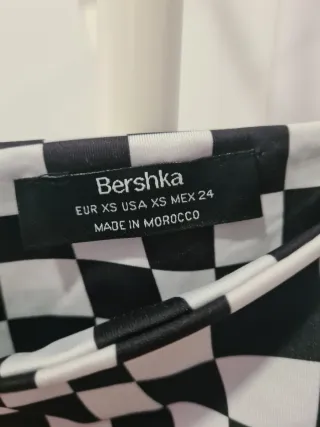 Bershka
EUR XS USA XS MEX 24
MADE IN MOROCCO